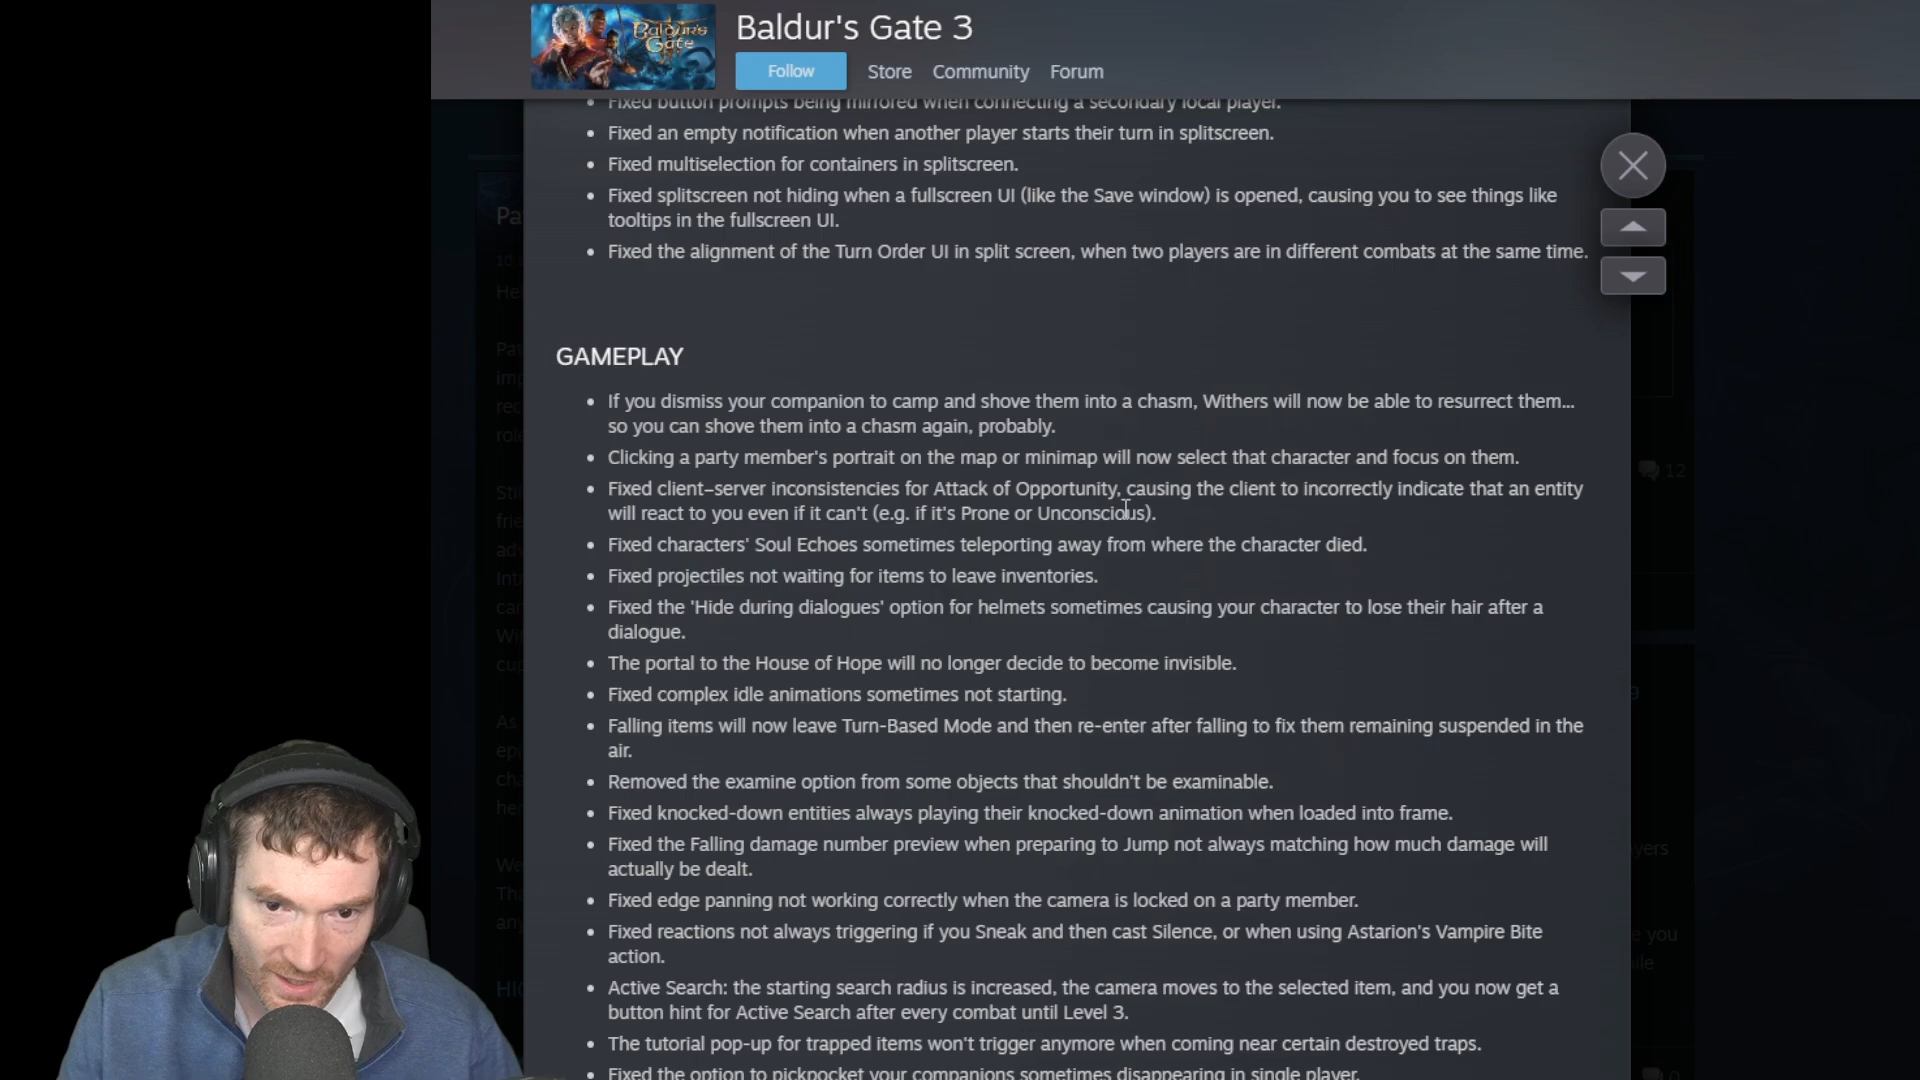 Baldur's Gate
Baldur's Gate 3
Follow
Store
Community
Forum
Fixed button prompts being mirrored when connecting a secondary local player.
Fixed an empty notification when another player starts their turn in splitscreen.
Fixed multiselection for containers in splitscreen.
Fixed splitscreen not hiding when a fullscreen UI (like the Save window) is opened, causing you to see things like
tooltips in the fullscreen UI.
Fixed the alignment of the Turn Order UI in split screen, when two players are in different combats at the same time.
GAMEPLAY
If you dismiss your companion to camp and shove them into a chasm, Withers will now be able to resurrect them...
so you can shove them into a chasm again, probably.
Clicking a party member's portrait on the map or minimap will now select that character and focus on them.
Fixed client–server inconsistencies for Attack of Opportunity, causing the client to incorrectly indicate that an entity
will react to you even if it can't (e.g. if it's Prone or Unconscious).
Fixed characters' Soul Echoes sometimes teleporting away from where the character died.
Fixed projectiles not waiting for items to leave inventories.
Fixed the 'Hide during dialogues' option for helmets sometimes causing your character to lose their hair after a
dialogue.
The portal to the House of Hope will no longer decide to become invisible.
Fixed complex idle animations sometimes not starting.
Falling items will now leave Turn-Based Mode and then re-enter after falling to fix them remaining suspended in the
air.
Removed the examine option from some objects that shouldn't be examinable.
Fixed knocked-down entities always playing their knocked-down animation when loaded into frame.
Fixed the Falling damage number preview when preparing to Jump not always matching how much damage will
actually be dealt.
Fixed edge panning not working correctly when the camera is locked on a party member.
Fixed reactions not always triggering if you Sneak and then cast Silence, or when using Astarion's Vampire Bite
action.
Active Search: the starting search radius is increased, the camera moves to the selected item, and you now get a
button hint for Active Search after every combat until Level 3.
The tutorial pop-up for trapped items won't trigger anymore when coming near certain destroyed traps.
Fixed the option to pickpocket your companions sometimes disappearing in single player.
12